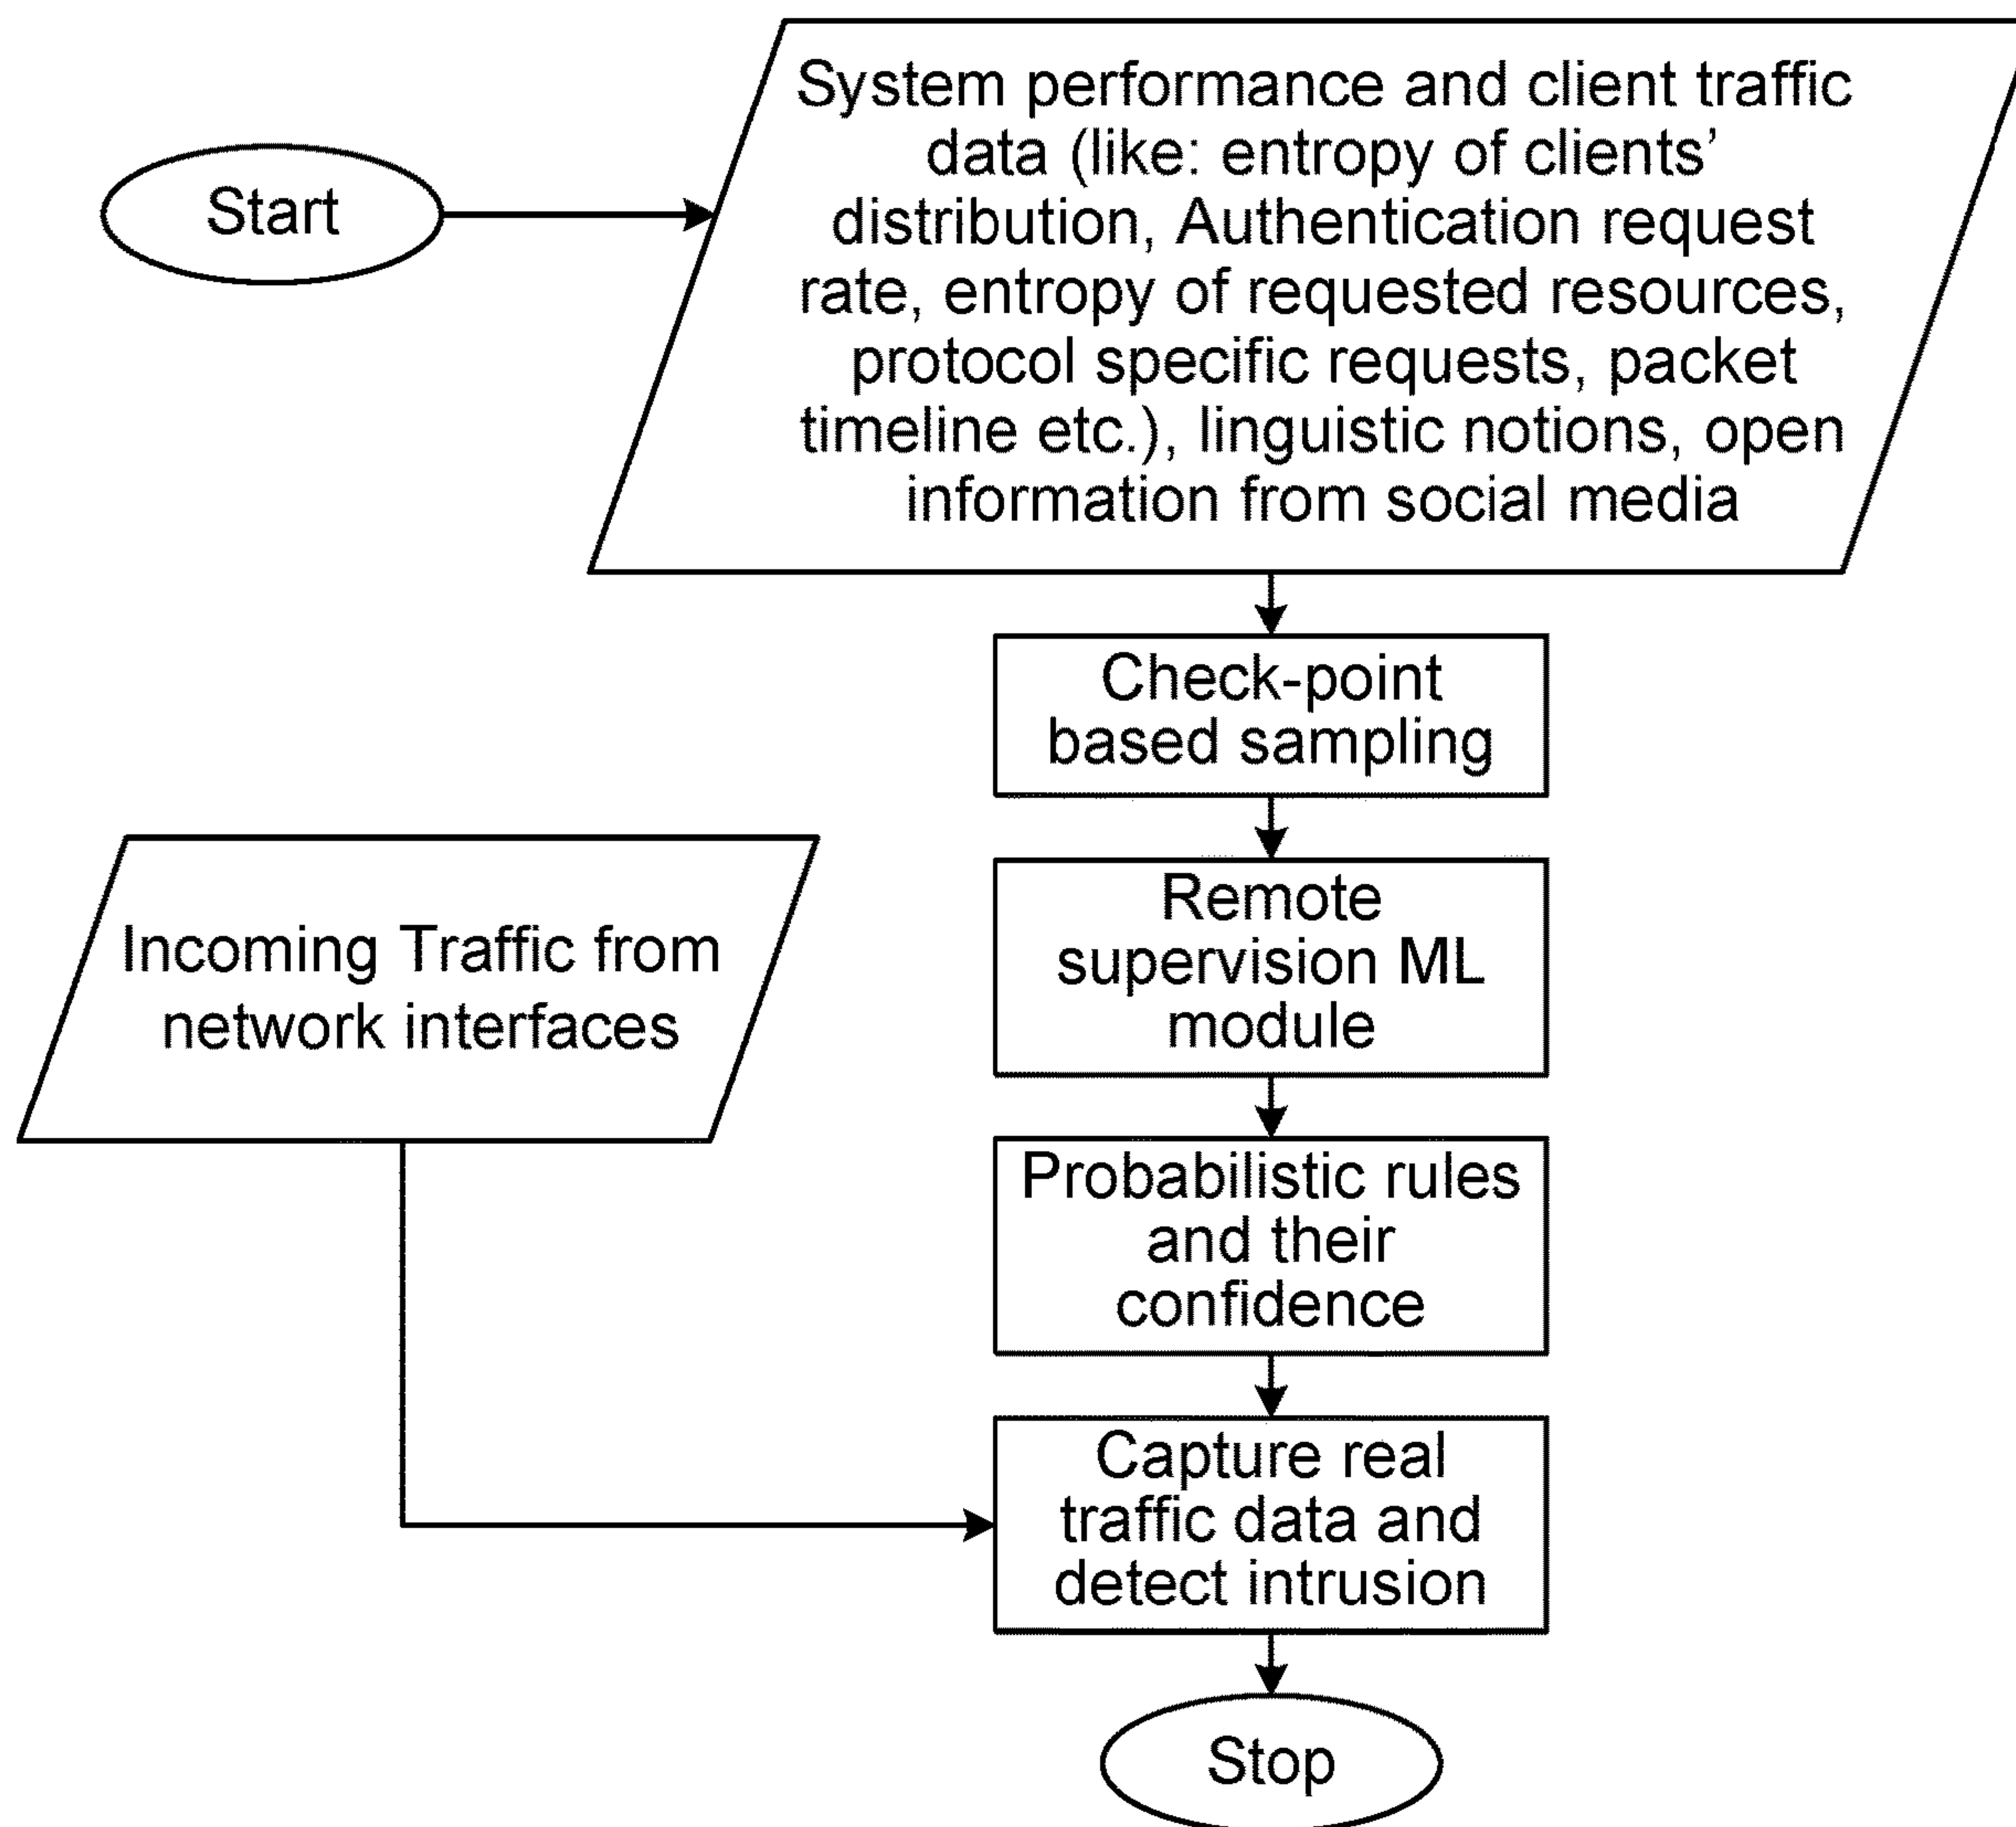 Start
System performance and client traffic
data (like: entropy of clients’
distribution, Authentication request
rate, entropy of requested resources,
protocol specific requests, packet
timeline etc.), linguistic notions, open
information from social media
Check-point
based sampling
Remote
supervision ML
module
Incoming Traffic from
network interfaces
Probabilistic rules
and their
confidence
Capture real
traffic data and
detect intrusion
Stop